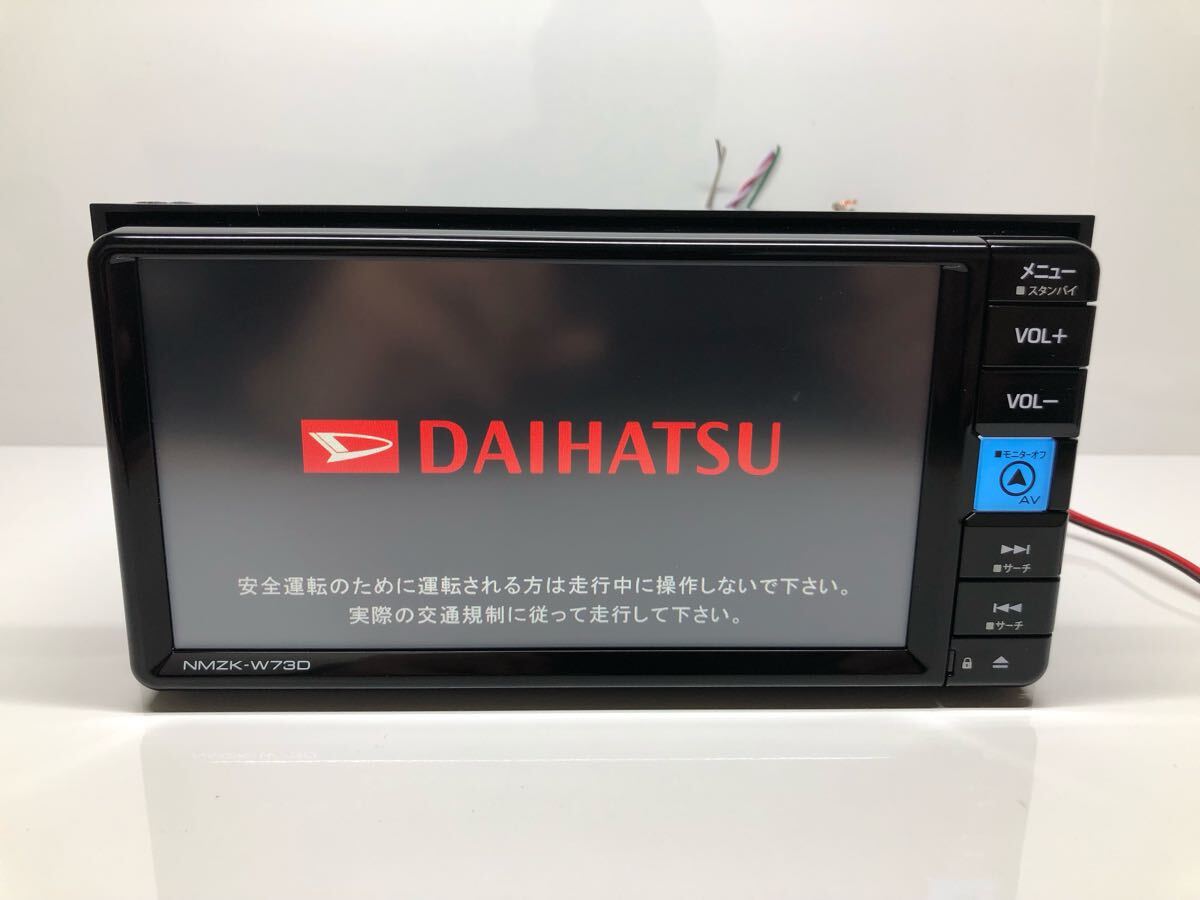 DAIHATSU
安全運転のために運転される方は走行中に操作しないで下さい。
実際の交通規制に従って走行して下さい。
NMZK-W73D
メニュー
■ スタンバイ
VOL+
VOL-
■モニターオフ
AV
■サーチ
■サーチ